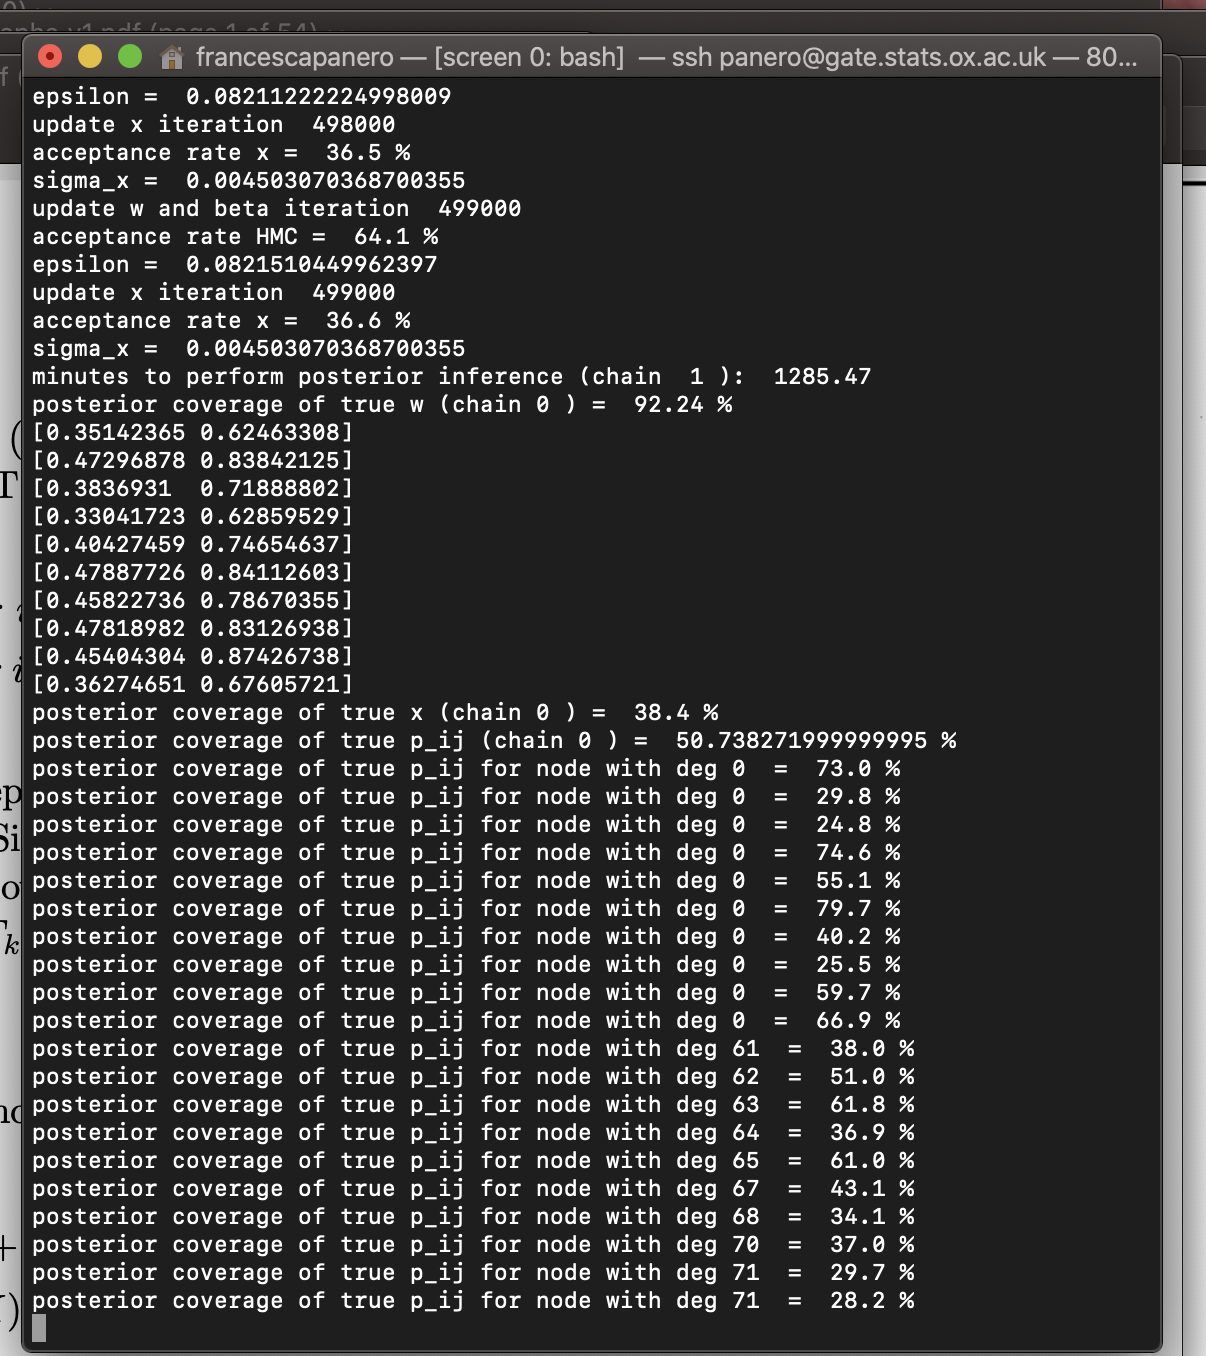 francescapanero — [screen 0: bash] — ssh panero@gate.stats.ox.ac.uk — 80...
epsilon =  0.08211222224998009
update x iteration  498000
acceptance rate x =  36.5 %
sigma_x =  0.004503070368700355
update w and beta iteration  499000
acceptance rate HMC =  64.1 %
epsilon =  0.0821510449962397
update x iteration  499000
acceptance rate x =  36.6 %
sigma_x =  0.004503070368700355
minutes to perform posterior inference (chain  1 ):  1285.47
posterior coverage of true w (chain 0 ) =  92.24 %
[0.35142365 0.62463308]
[0.47296878 0.83842125]
[0.3836931  0.71888802]
[0.33041723 0.62859529]
[0.40427459 0.74654637]
[0.47887726 0.84112603]
[0.45822736 0.78670355]
[0.47818982 0.83126938]
[0.45404304 0.87426738]
[0.36274651 0.67605721]
posterior coverage of true x (chain 0 ) =  38.4 %
posterior coverage of true p_ij (chain 0 ) =  50.738271999999995 %
posterior coverage of true p_ij for node with deg 0  =  73.0 %
posterior coverage of true p_ij for node with deg 0  =  29.8 %
posterior coverage of true p_ij for node with deg 0  =  24.8 %
posterior coverage of true p_ij for node with deg 0  =  74.6 %
posterior coverage of true p_ij for node with deg 0  =  55.1 %
posterior coverage of true p_ij for node with deg 0  =  79.7 %
posterior coverage of true p_ij for node with deg 0  =  40.2 %
posterior coverage of true p_ij for node with deg 0  =  25.5 %
posterior coverage of true p_ij for node with deg 0  =  59.7 %
posterior coverage of true p_ij for node with deg 0  =  66.9 %
posterior coverage of true p_ij for node with deg 61  =  38.0 %
posterior coverage of true p_ij for node with deg 62  =  51.0 %
posterior coverage of true p_ij for node with deg 63  =  61.8 %
posterior coverage of true p_ij for node with deg 64  =  36.9 %
posterior coverage of true p_ij for node with deg 65  =  61.0 %
posterior coverage of true p_ij for node with deg 67  =  43.1 %
posterior coverage of true p_ij for node with deg 68  =  34.1 %
posterior coverage of true p_ij for node with deg 70  =  37.0 %
posterior coverage of true p_ij for node with deg 71  =  29.7 %
posterior coverage of true p_ij for node with deg 71  =  28.2 %